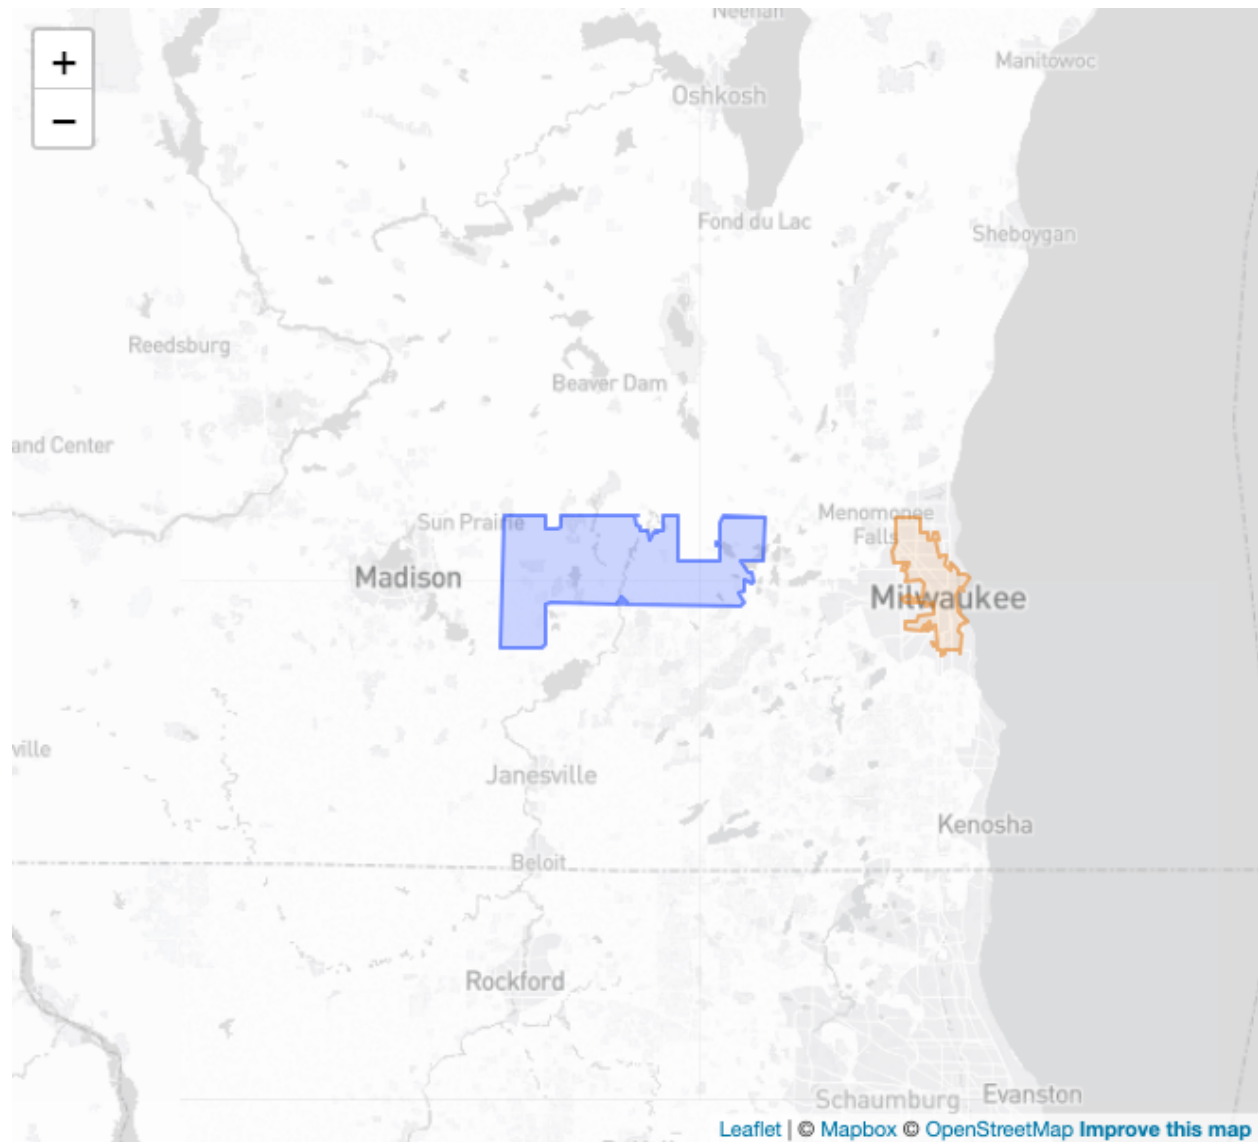 Neenah
+
Manitowoc
Oshkosh
−
Fond du Lac
Sheboygan
Reedsburg
Beaver Dam
and Center
Menomonee
Falls
Sun Prairie
Madison
Milwaukee
ville
Janesville
Kenosha
Beloit
Rockford
Schaumburg
Evanston
Leaflet | © Mapbox © OpenStreetMap Improve this map